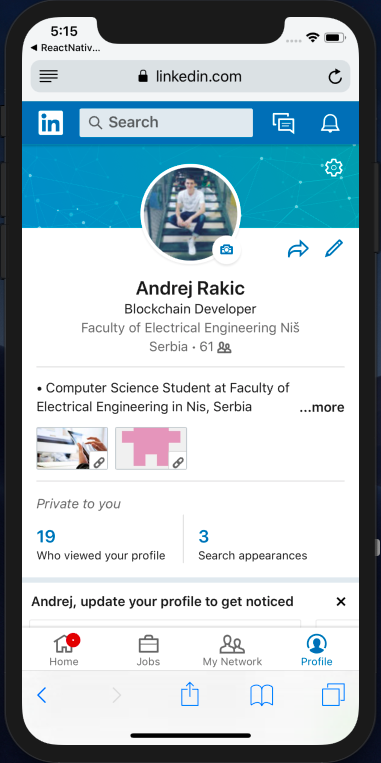 5:15
◀ ReactNativ...
linkedin.com
in
Search
Andrej Rakic
Blockchain Developer
Faculty of Electrical Engineering Niš
Serbia • 61
• Computer Science Student at Faculty of
Electrical Engineering in Nis, Serbia ...more
Private to you
19
Who viewed your profile
3
Search appearances
Andrej, update your profile to get noticed
Home
Jobs
My Network
Profile